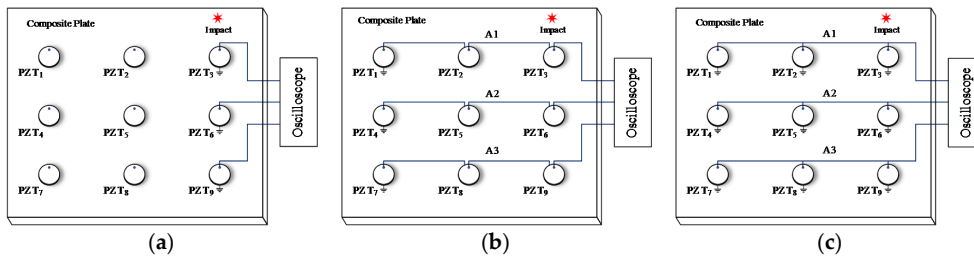 Composite Plate
Impact
PZT₁
PZT₂
PZT₃
PZT₄
PZT₅
PZT₆
PZT₇
PZT₈
PZT₉
Oscilloscope
(a)
Composite Plate
Impact
A1
PZT₁
PZT₂
PZT₃
A2
PZT₄
PZT₅
PZT₆
A3
PZT₇
PZT₈
PZT₉
Oscilloscope
(b)
Composite Plate
Impact
A1
PZT₁
PZT₂
PZT₃
A2
PZT₄
PZT₅
PZT₆
A3
PZT₇
PZT₈
PZT₉
Oscilloscope
(c)